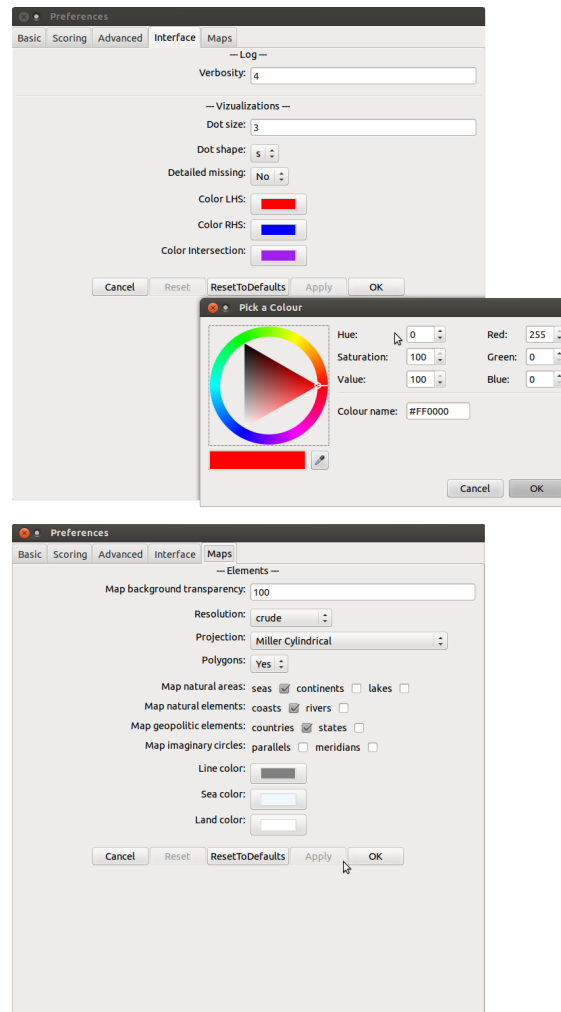 Preferences
Basic Scoring Advanced Interface Maps
--- Log ---
Verbosity: 4
--- Vizualizations ---
Dot size: 3
Dot shape: s
Detailed missing: No
Color LHS:
Color RHS:
Color Intersection:
Cancel Reset ResetToDefaults Apply OK
Pick a Colour
Hue: 0 Red: 255
Saturation: 100 Green: 0
Value: 100 Blue: 0
Colour name: #FF0000
Cancel OK
Preferences
Basic Scoring Advanced Interface Maps
--- Elements ---
Map background transparency: 100
Resolution: crude
Projection: Miller Cylindrical
Polygons: Yes
Map natural areas: seas continents lakes
Map natural elements: coasts rivers
Map geopolitic elements: countries states
Map imaginary circles: parallels meridians
Line color:
Sea color:
Land color:
Cancel Reset ResetToDefaults Apply OK